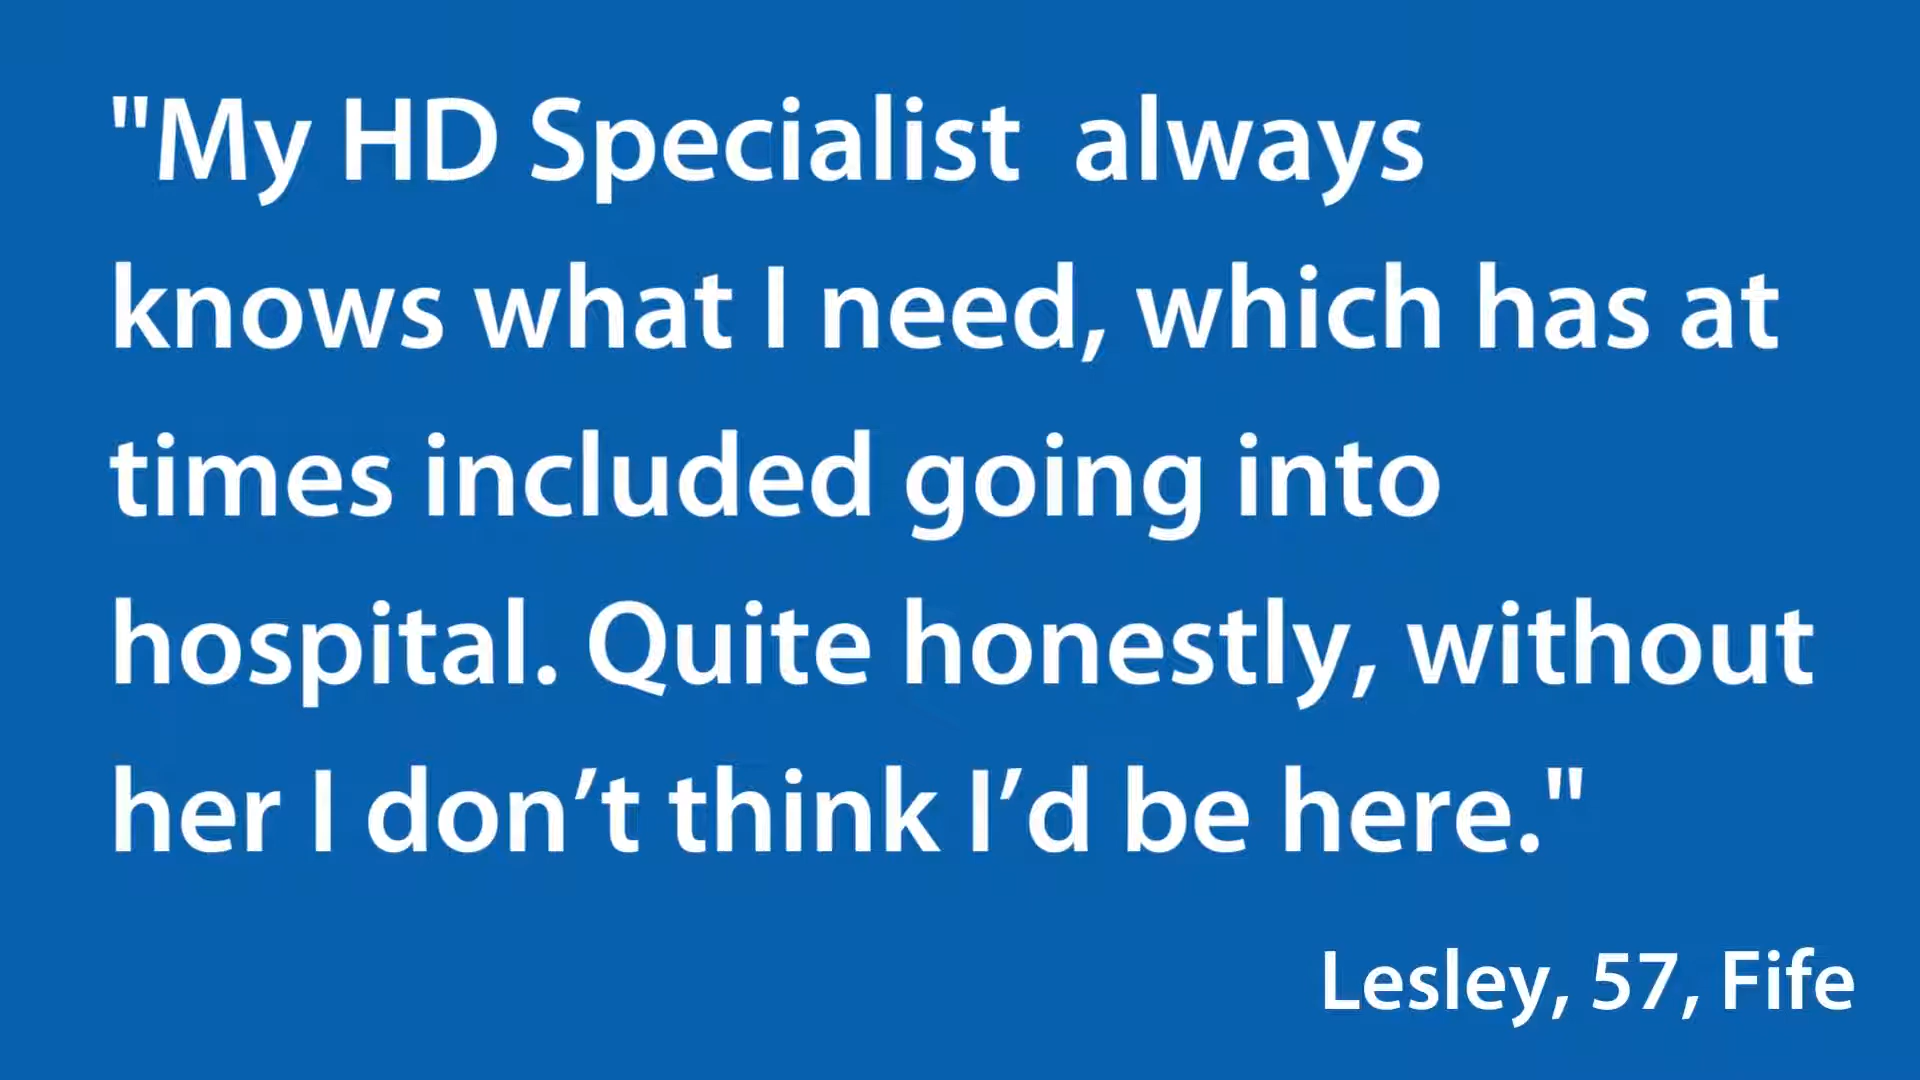 "My HD Specialist  always
knows what I need, which has at
times included going into
hospital. Quite honestly, without
her I don’t think I’d be here."
Lesley, 57, Fife